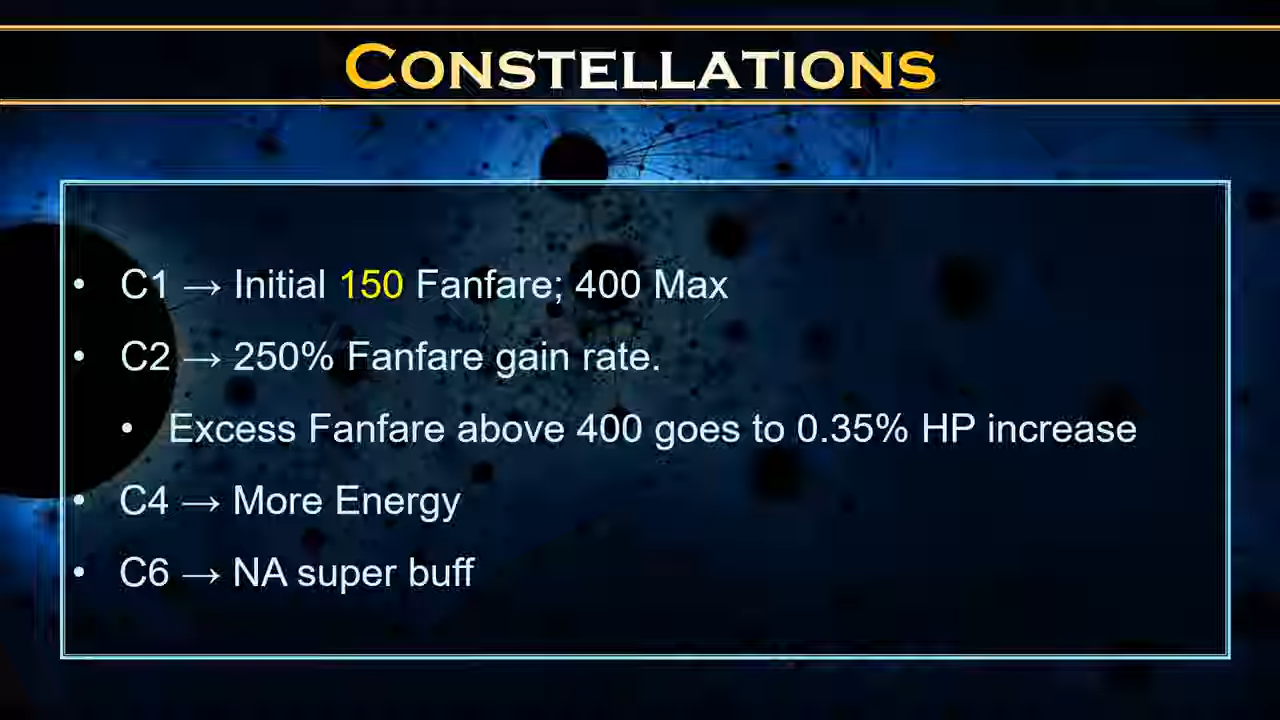 CONSTELLATIONS
• C1 → Initial 150 Fanfare; 400 Max
• C2 → 250% Fanfare gain rate.
• Excess Fanfare above 400 goes to 0.35% HP increase
• C4 → More Energy
• C6 → NA super buff